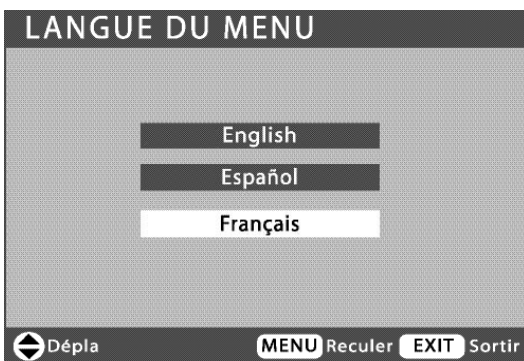 LANGUE DU MENU
English
Español
Français
Dépla MENU Reculer EXIT Sortir